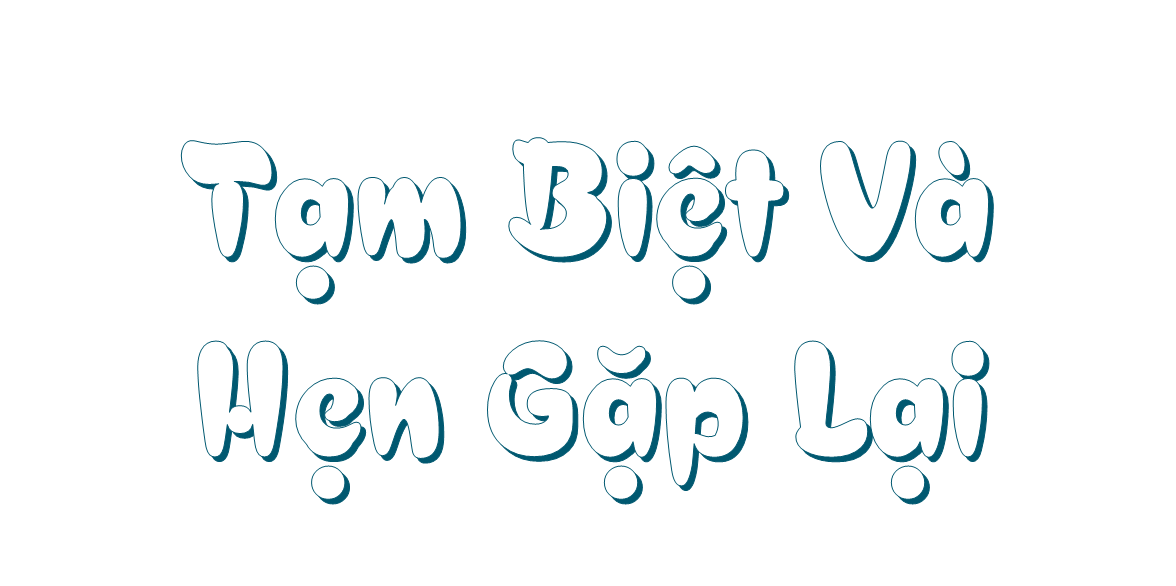 Tạm Biệt Và
Hẹn Gặp Lại